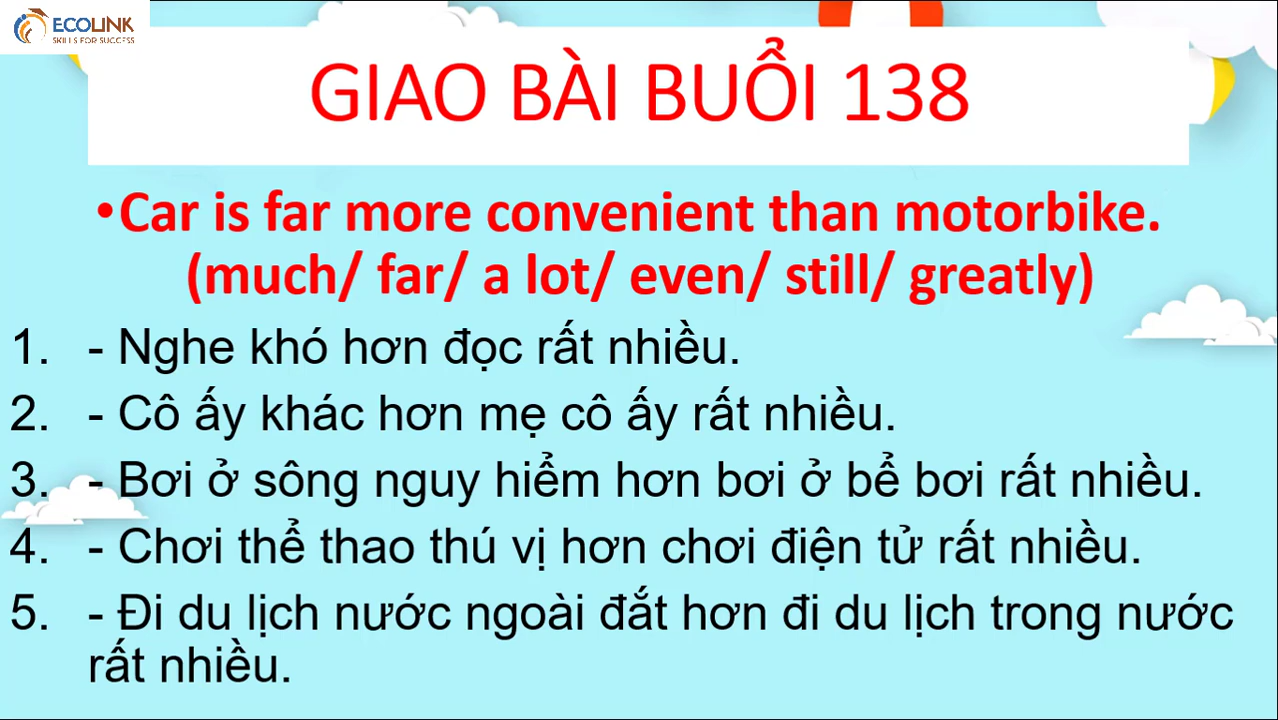 ECOLINK
SKILLS FOR SUCCESS
GIAO BÀI BUỔI 138
•Car is far more convenient than motorbike.
(much/ far/ a lot/ even/ still/ greatly)
1. - Nghe khó hơn đọc rất nhiều.
2. - Cô ấy khác hơn mẹ cô ấy rất nhiều.
3. - Bơi ở sông nguy hiểm hơn bơi ở bể bơi rất nhiều.
4. - Chơi thể thao thú vị hơn chơi điện tử rất nhiều.
5. - Đi du lịch nước ngoài đắt hơn đi du lịch trong nước
rất nhiều.